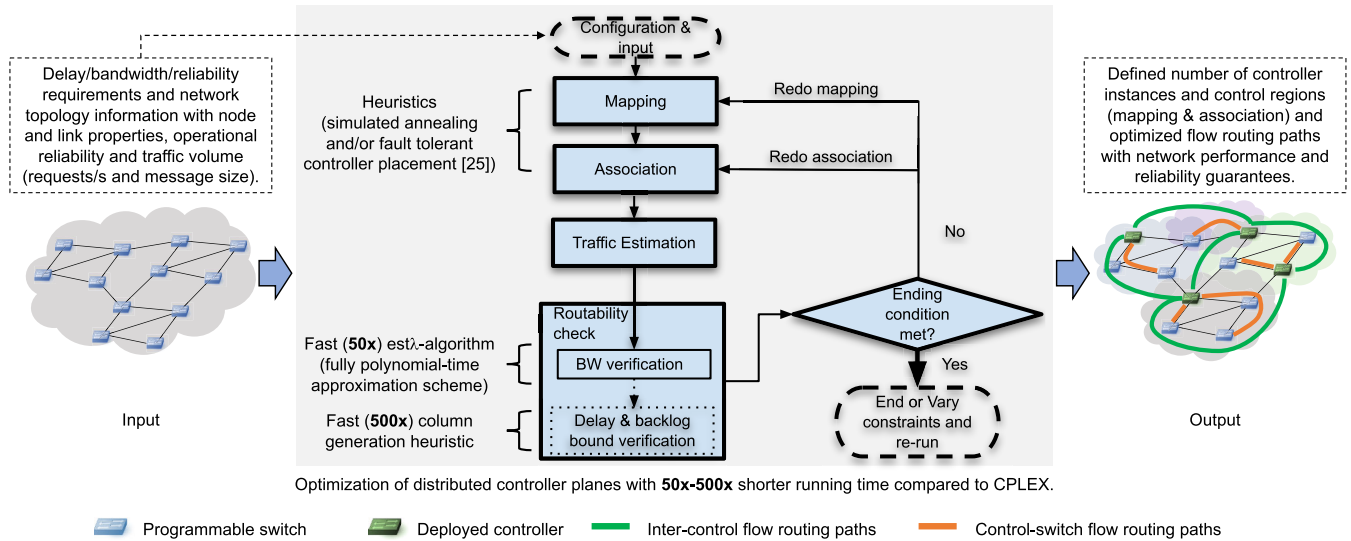 Delay/bandwidth/reliability
requirements and network
topology information with node
and link properties, operational
reliability and traffic volume
(requests/s and message size).
Input
Configuration &
input
Heuristics
(simulated annealing
and/or fault tolerant
controller placement [25])
Mapping
Redo mapping
Association
Redo association
Traffic Estimation
No
Routability
check
Fast (50x) estλ-algorithm
(fully polynomial-time
approximation scheme)
BW verification
Fast (500x) column
generation heuristic
Delay & backlog
bound verification
Ending
condition
met?
Yes
End or Vary
constraints and
re-run
Defined number of controller
instances and control regions
(mapping & association) and
optimized flow routing paths
with network performance and
reliability guarantees.
Output
Optimization of distributed controller planes with 50x-500x shorter running time compared to CPLEX.
Programmable switch
Deployed controller
Inter-control flow routing paths
Control-switch flow routing paths